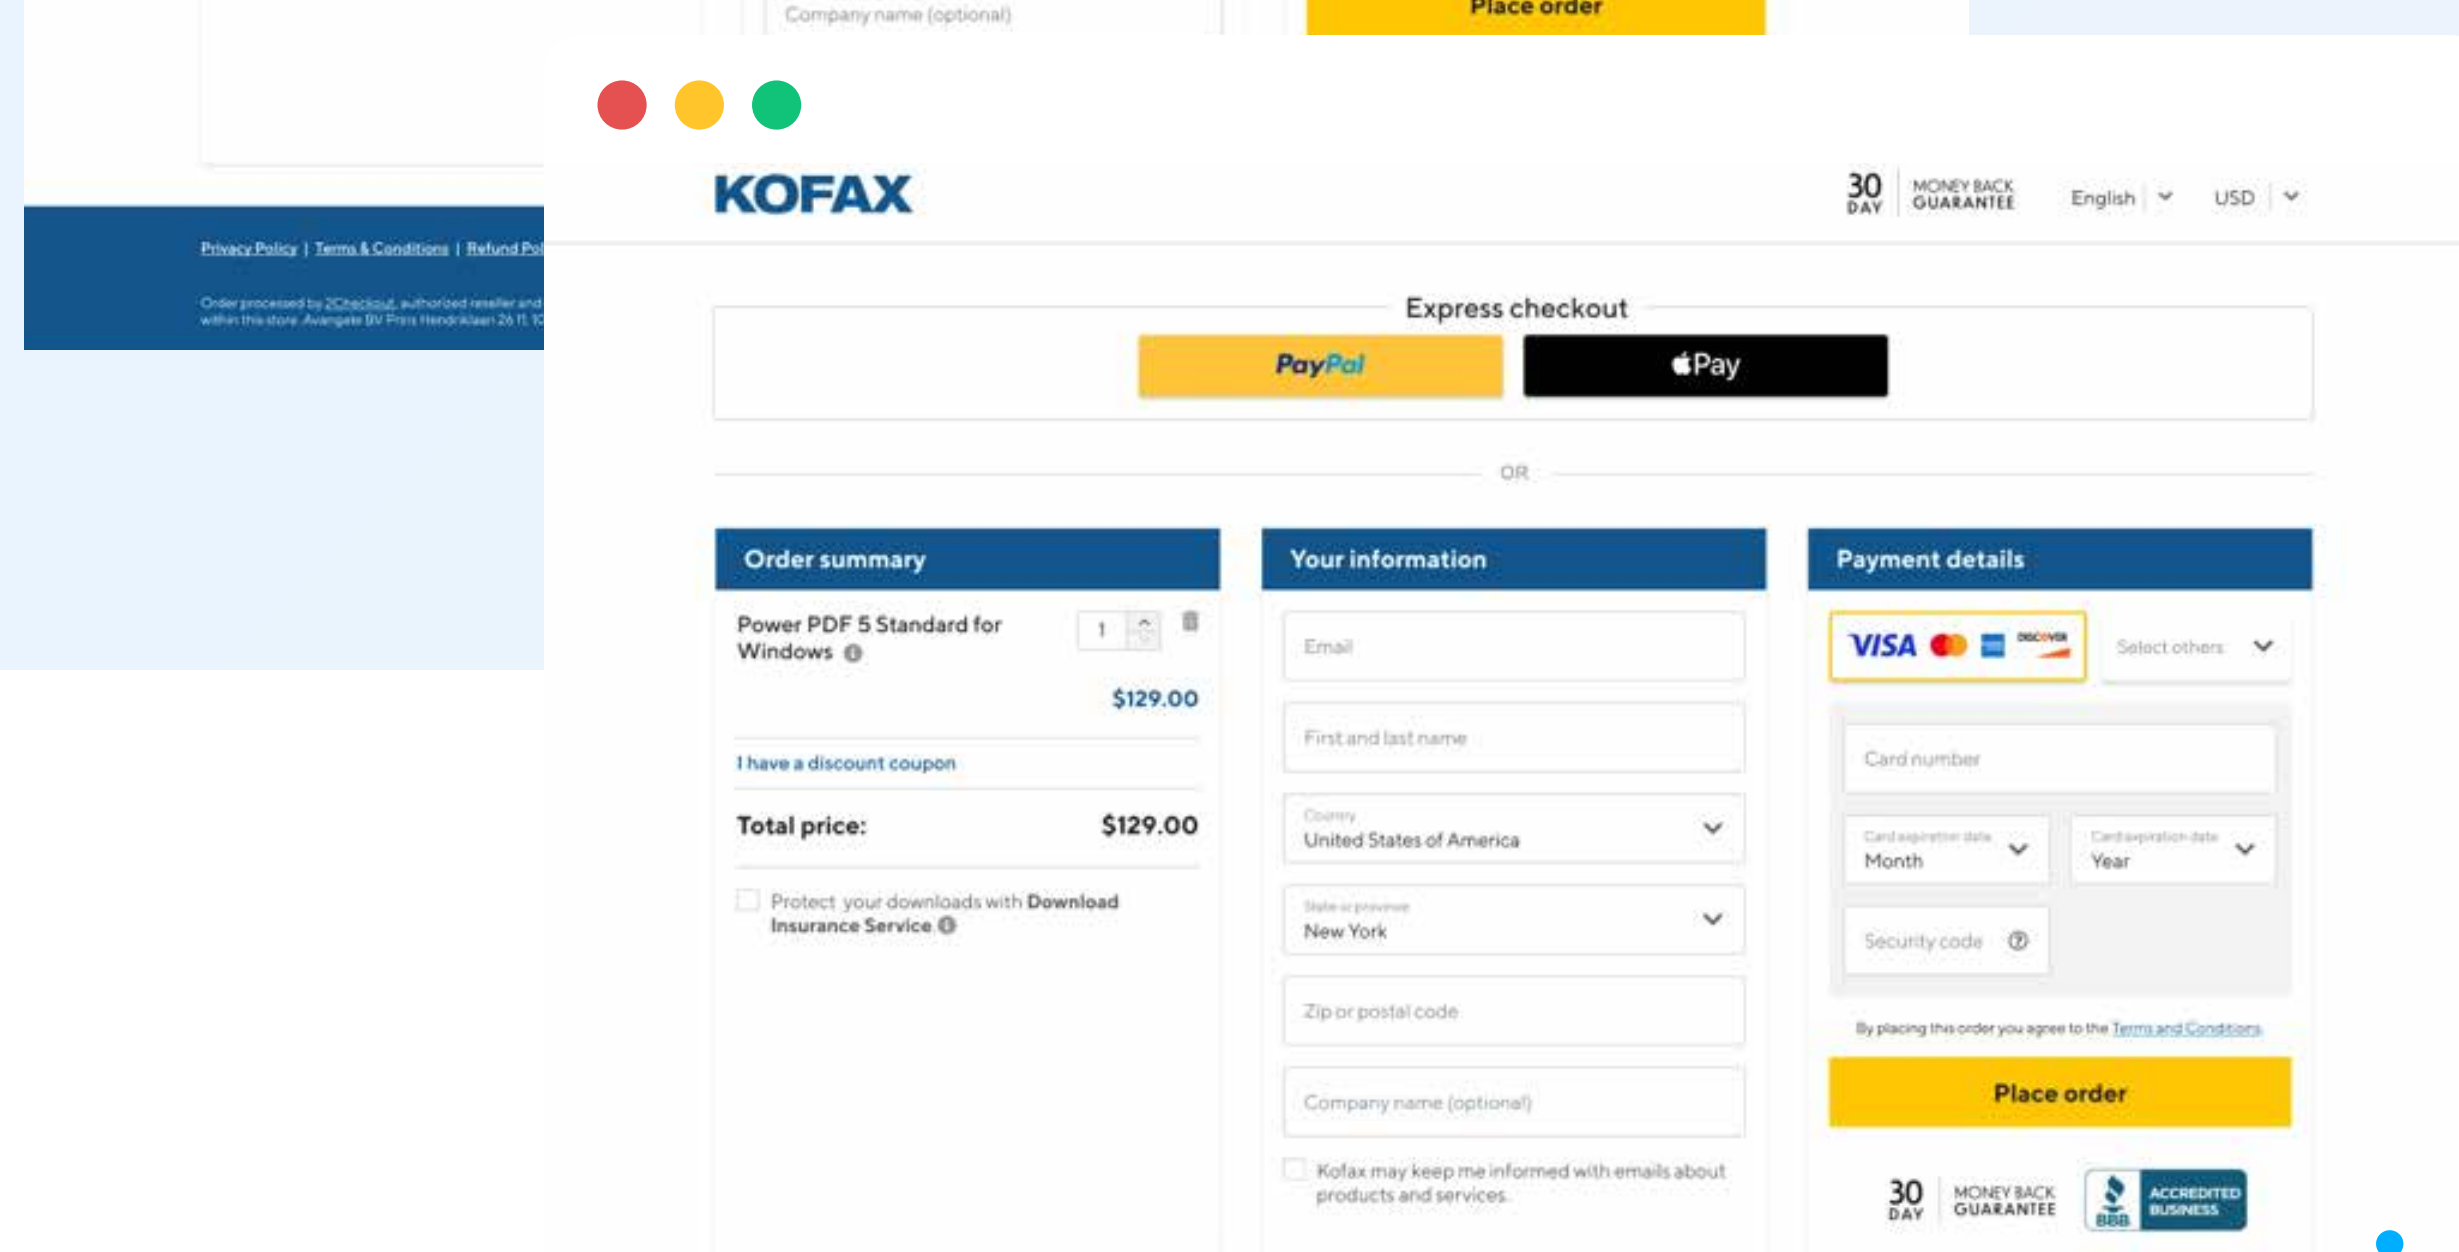 Company name (optional)
Place order
Privacy Policy | Terms & Conditions | Refund Pol
Order processed by 2Checkout, authorized reseller and
within this store. Avangate BV Prins Hendriklaan 26 II, 10
KOFAX
30 DAY MONEY BACK GUARANTEE
English
USD
Express checkout
PayPal
Pay
OR
Order summary
Power PDF 5 Standard for
Windows
1
$129.00
I have a discount coupon
Total price: $129.00
Protect your downloads with Download
Insurance Service
Your information
Email
First and last name
Country
United States of America
State or province
New York
Zip or postal code
Company name (optional)
Kofax may keep me informed with emails about
products and services.
Payment details
VISA DISCOVER
Select others
Card number
Card expiration date
Month
Card expiration date
Year
Security code
By placing this order you agree to the Terms and Conditions
Place order
30 DAY MONEY BACK GUARANTEE
BBB ACCREDITED BUSINESS